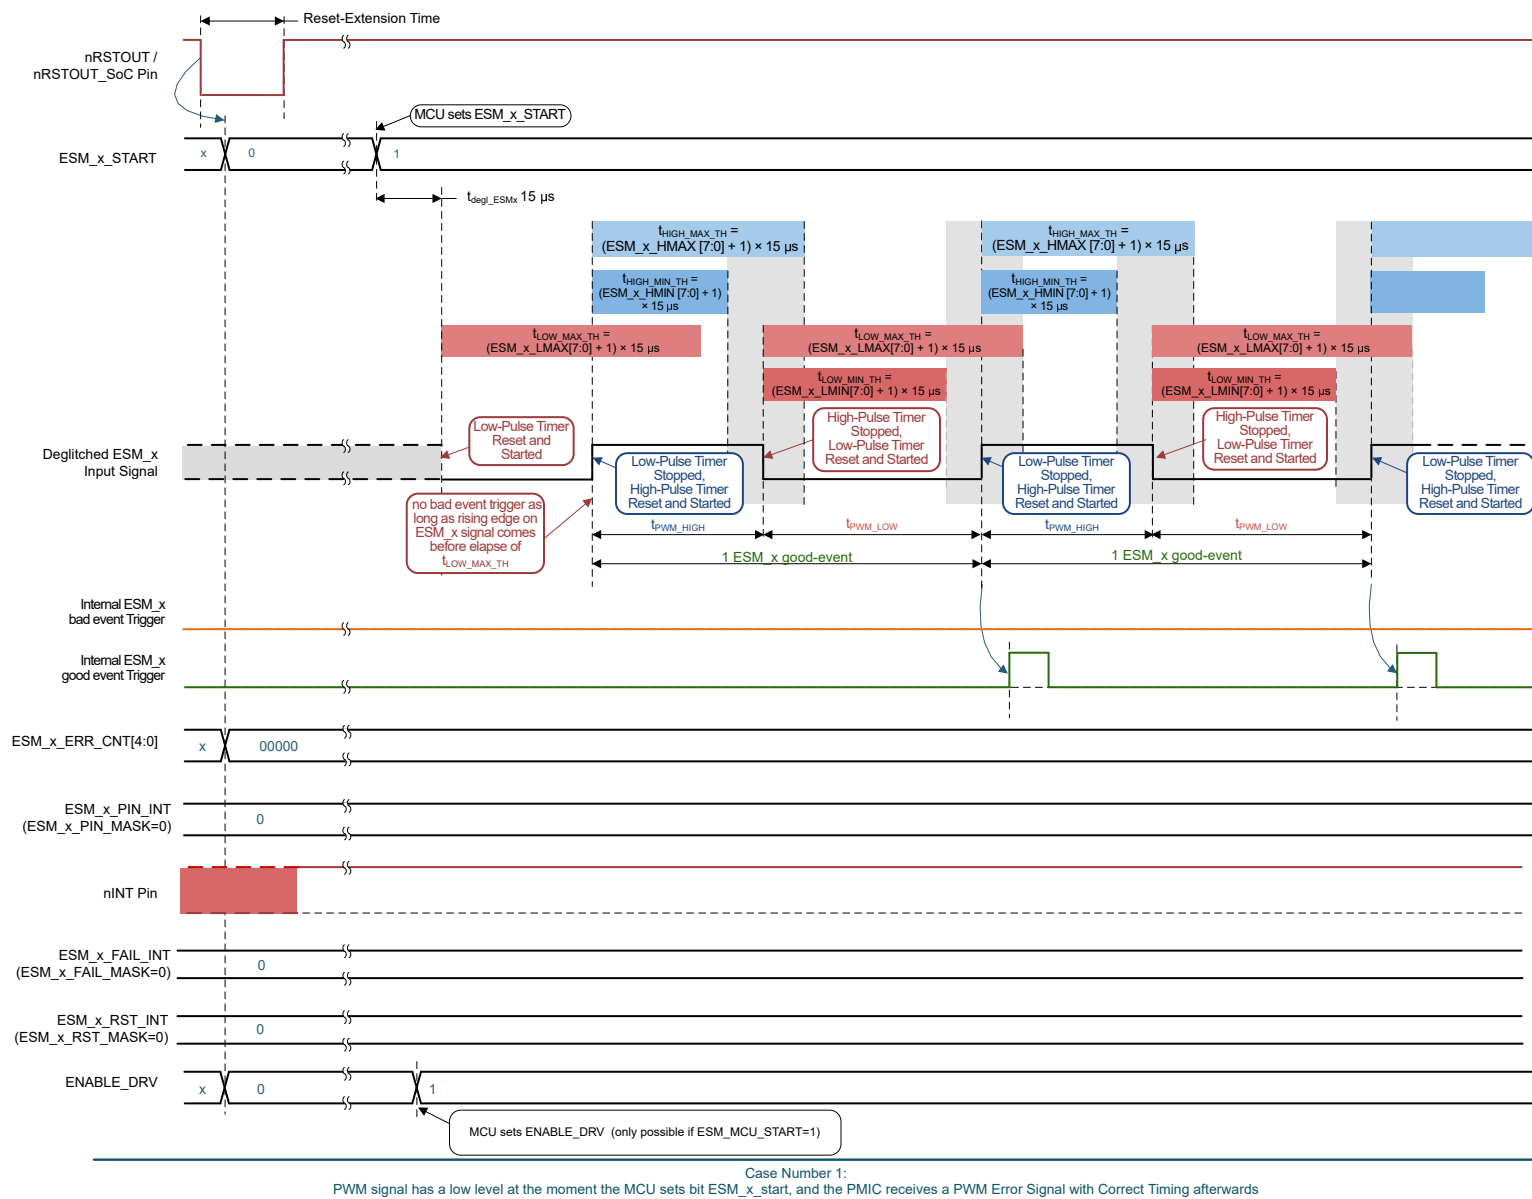 Reset-Extension Time
nRSTOUT /
nRSTOUT_SoC Pin
MCU sets ESM_x_START
ESM_x_START
x
0
1
tdegl_ESMx 15 µs
tHIGH_MAX_TH =
(ESM_x_HMAX [7:0] + 1) × 15 µs
tHIGH_MAX_TH =
(ESM_x_HMAX [7:0] + 1) × 15 µs
tHIGH_MIN_TH =
(ESM_x_HMIN [7:0] + 1)
× 15 µs
tHIGH_MIN_TH =
(ESM_x_HMIN [7:0] + 1)
× 15 µs
tLOW_MAX_TH =
(ESM_x_LMAX[7:0] + 1) × 15 µs
tLOW_MAX_TH =
(ESM_x_LMAX[7:0] + 1) × 15 µs
tLOW_MAX_TH =
(ESM_x_LMAX[7:0] + 1) × 15 µs
tLOW_MIN_TH =
(ESM_x_LMIN[7:0] + 1) × 15 µs
tLOW_MIN_TH =
(ESM_x_LMIN[7:0] + 1) × 15 µs
Low-Pulse Timer
Reset and
Started
High-Pulse Timer
Stopped,
Low-Pulse Timer
Reset and Started
High-Pulse Timer
Stopped,
Low-Pulse Timer
Reset and Started
Deglitched ESM_x
Input Signal
Low-Pulse Timer
Stopped,
High-Pulse Timer
Reset and Started
Low-Pulse Timer
Stopped,
High-Pulse Timer
Reset and Started
Low-Pulse Timer
Stopped,
High-Pulse Timer
Reset and Started
no bad event trigger as
long as rising edge on
ESM_x signal comes
before elapse of
tLOW_MAX_TH
tPWM_HIGH
tPWM_LOW
tPWM_HIGH
tPWM_LOW
1 ESM_x good-event
1 ESM_x good-event
Internal ESM_x
bad event Trigger
Internal ESM_x
good event Trigger
ESM_x_ERR_CNT[4:0]
x
00000
ESM_x_PIN_INT
(ESM_x_PIN_MASK=0)
0
nINT Pin
ESM_x_FAIL_INT
(ESM_x_FAIL_MASK=0)
0
ESM_x_RST_INT
(ESM_x_RST_MASK=0)
0
ENABLE_DRV
x
0
1
MCU sets ENABLE_DRV (only possible if ESM_MCU_START=1)
Case Number 1:
PWM signal has a low level at the moment the MCU sets bit ESM_x_start, and the PMIC receives a PWM Error Signal with Correct Timing afterwards